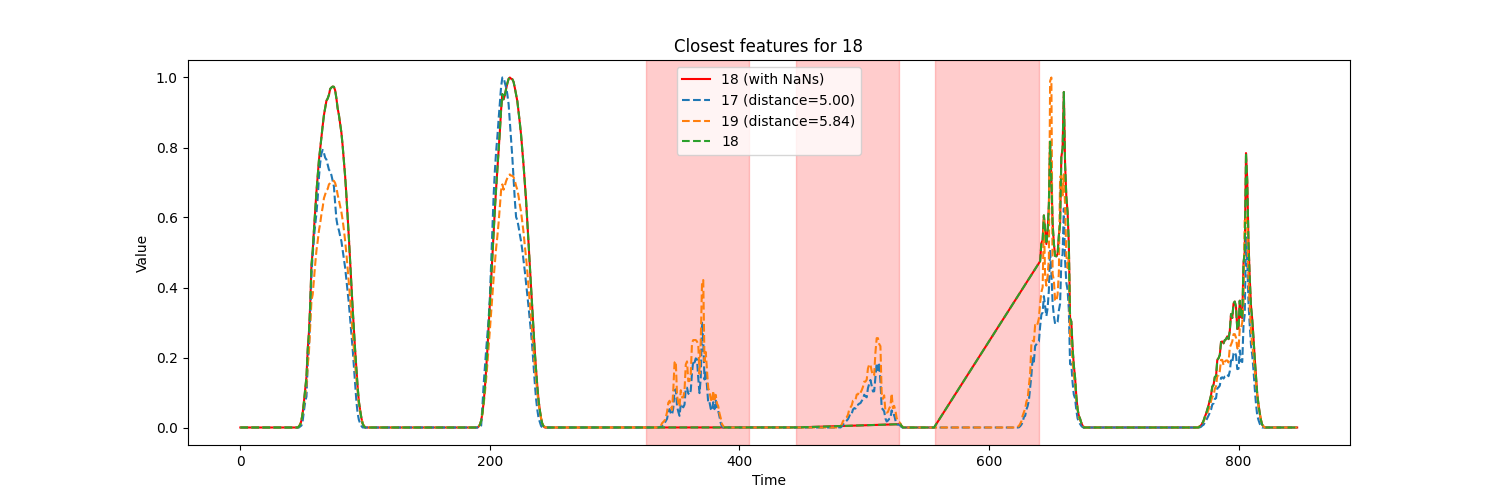 Closest features for 18
1.0
0.8
0.6
0.4
0.2
0.0
Value
18 (with NaNs)
17 (distance=5.00)
19 (distance=5.84)
18
0
200
400
600
800
Time